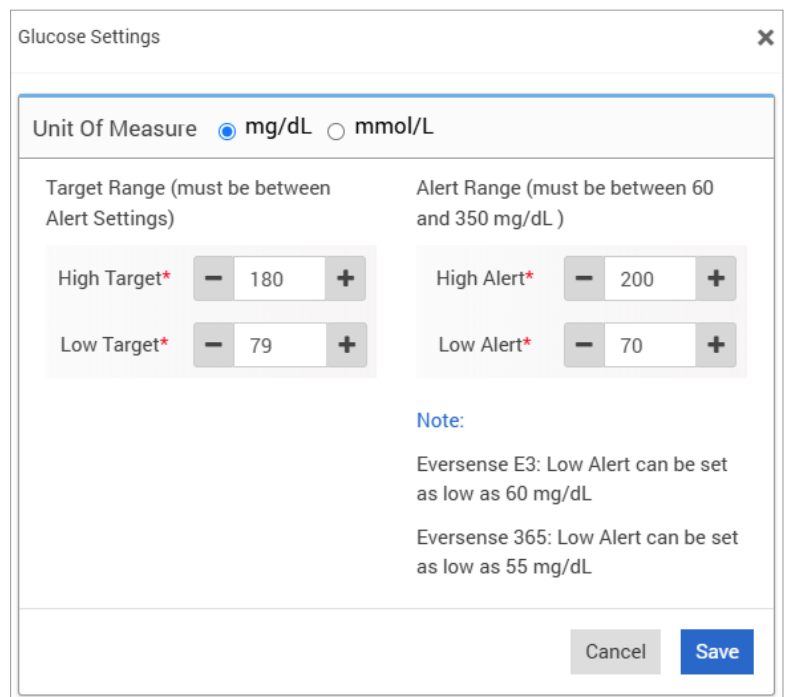 Glucose Settings
Unit Of Measure mg/dL mmol/L
Target Range (must be between
Alert Settings)
High Target* 180
Low Target* 79
Alert Range (must be between 60
and 350 mg/dL )
High Alert* 200
Low Alert* 70
Note:
Eversense E3: Low Alert can be set
as low as 60 mg/dL
Eversense 365: Low Alert can be set
as low as 55 mg/dL
Cancel Save